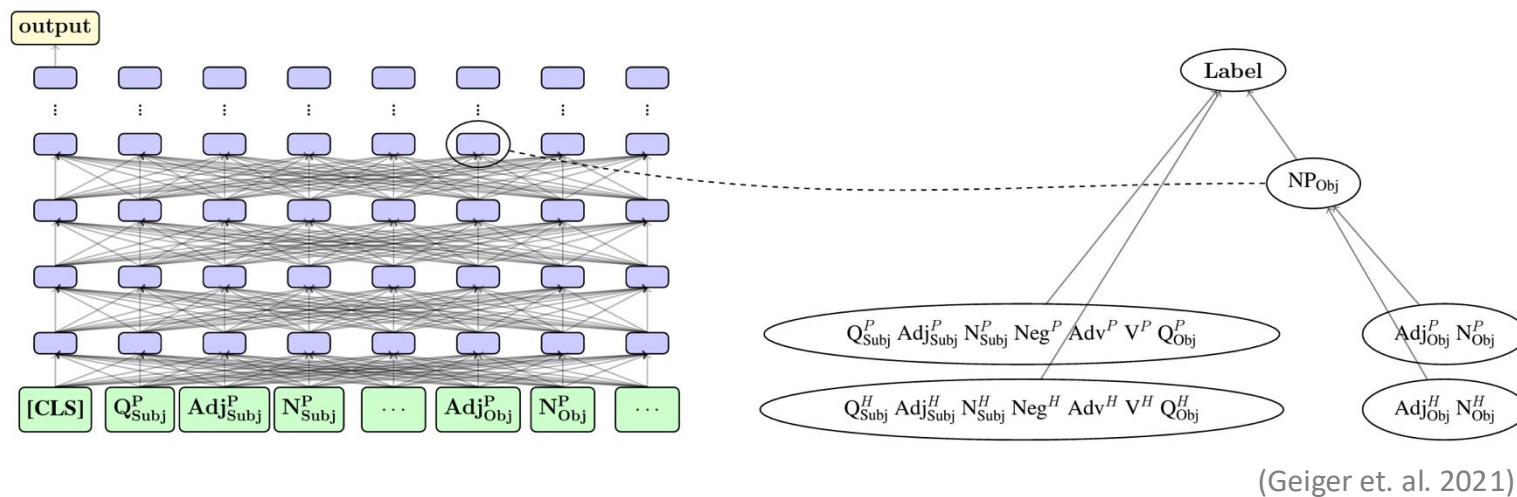 output
Label
NP_Obj
Q^P_Subj Adj^P_Subj N^P_Subj Neg^P Adv^P V^P Q^P_Obj
Adj^P_Obj N^P_Obj
[CLS] Q^P_Subj Adj^P_Subj N^P_Subj ... Adj^P_Obj N^P_Obj ...
Q^H_Subj Adj^H_Subj N^H_Subj Neg^H Adv^H V^H Q^H_Obj
Adj^H_Obj N^H_Obj
(Geiger et. al. 2021)